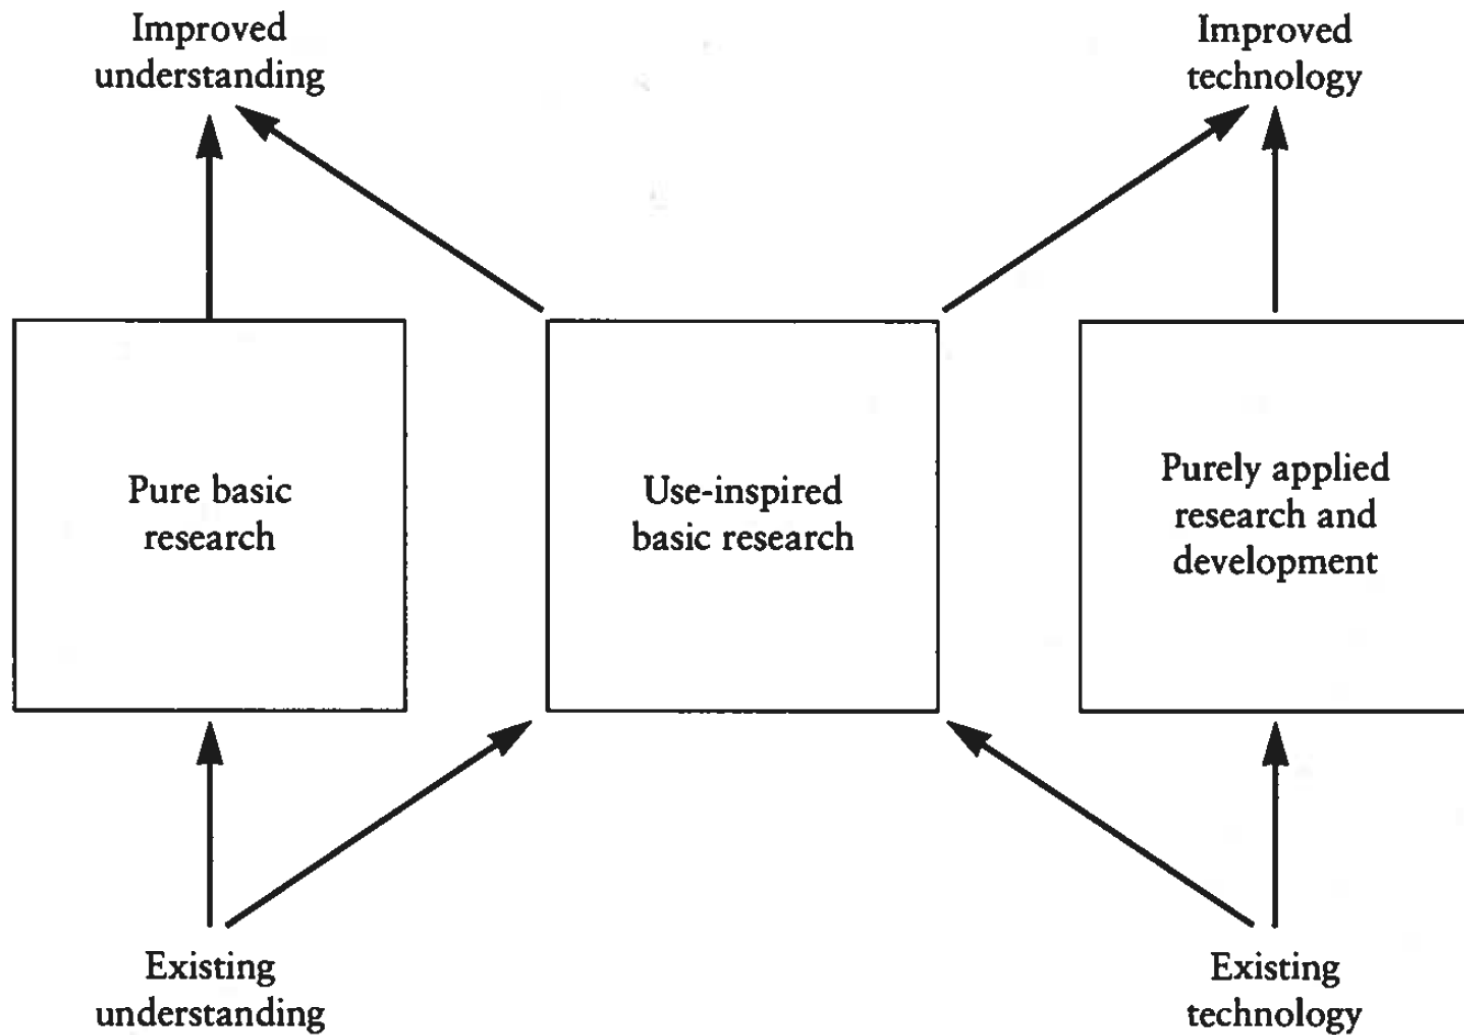 Improved
understanding
Improved
technology
Pure basic
research
Use-inspired
basic research
Purely applied
research and
development
Existing
understanding
Existing
technology